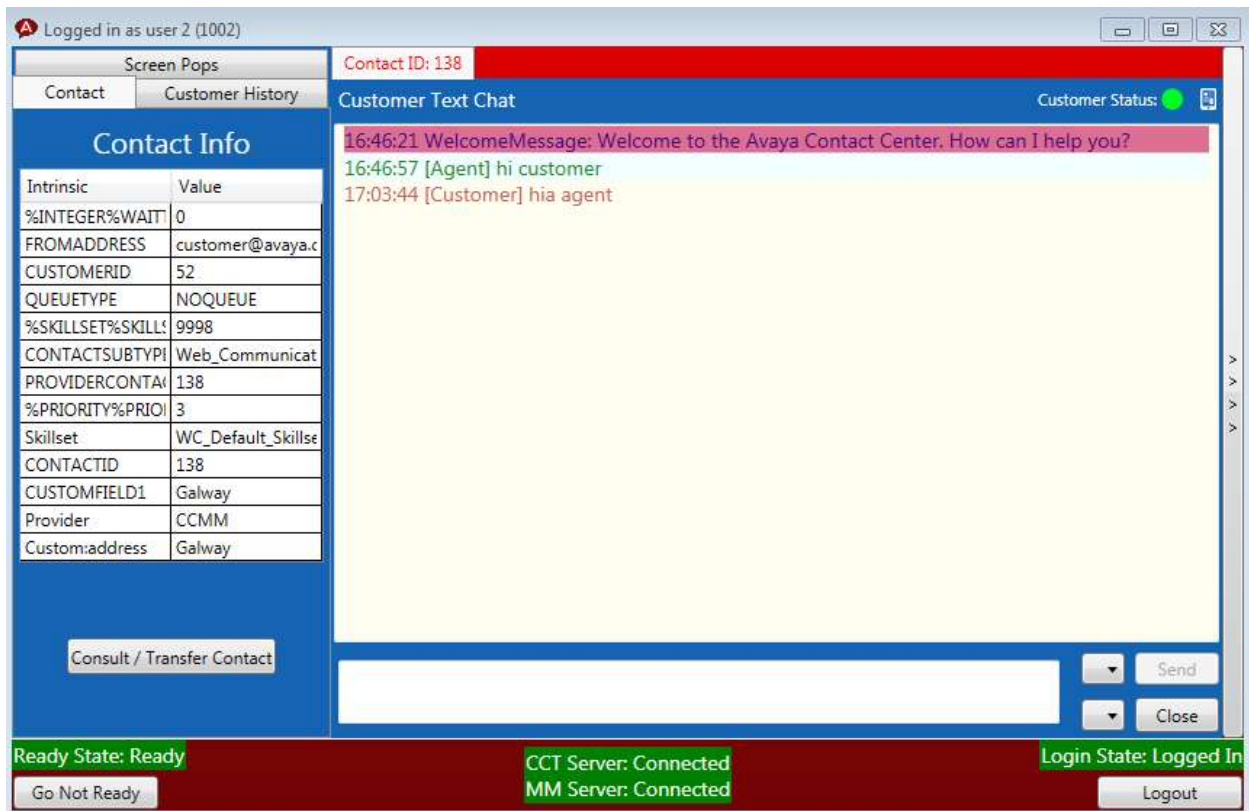 Logged in as user 2 (1002)
Screen Pops
Contact
Customer History
Contact Info
Intrinsic Value
%INTEGER%WAIT 0
FROMADDRESS customer@avaya.c
CUSTOMERID 52
QUEUETYPE NOQUEUE
%SKILLSET%SKILLS 9998
CONTACTSUBTYPE Web_Communicat
PROVIDERCONTA 138
%PRIORITY%PRIO 3
Skillset WC_Default_Skillse
CONTACTID 138
CUSTOMFIELD1 Galway
Provider CCMM
Custom:address Galway
Consult / Transfer Contact
Contact ID: 138
Customer Text Chat
Customer Status:
16:46:21 WelcomeMessage: Welcome to the Avaya Contact Center. How can I help you?
16:46:57 [Agent] hi customer
17:03:44 [Customer] hia agent
>
>
>
>
Send
Close
Ready State: Ready
CCT Server: Connected
Login State: Logged In
Go Not Ready
MM Server: Connected
Logout